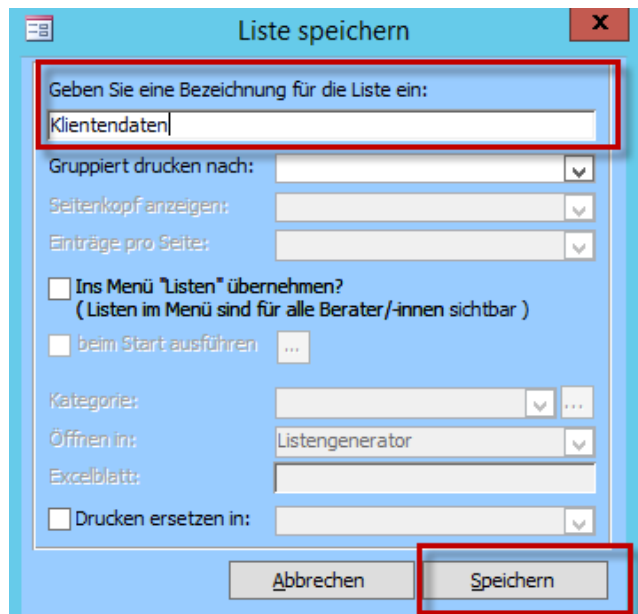 Liste speichern
x
Geben Sie eine Bezeichnung für die Liste ein:
Klientendaten
Gruppiert drucken nach:
Seitenkopf anzeigen:
Einträge pro Seite:
Ins Menü "Listen" übernehmen?
( Listen im Menü sind für alle Berater/-innen sichtbar )
beim Start ausführen ...
Kategorie: ...
Öffnen in: Listengenerator
Excelblatt:
Drucken ersetzen in:
Abbrechen Speichern